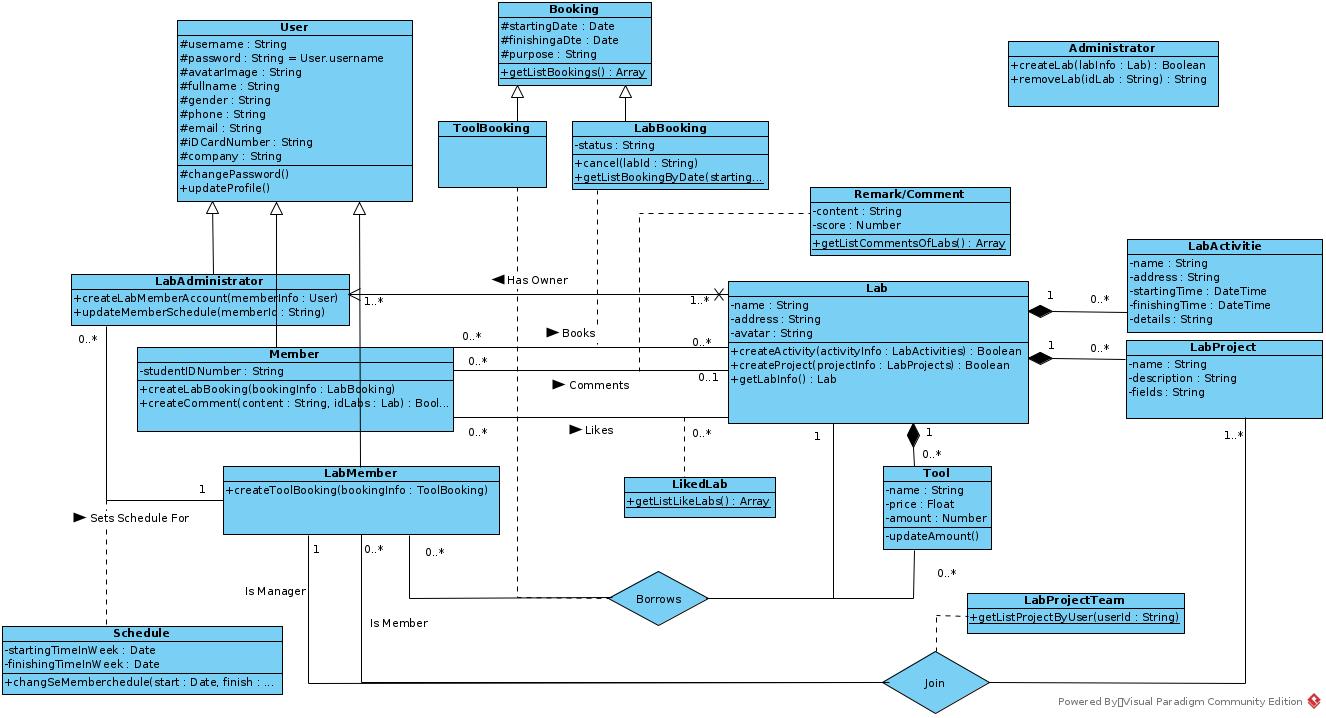 User
#username : String
#password : String = User.username
#avatarImage : String
#fullname : String
#gender : String
#phone : String
#email : String
#iDCardNumber : String
#company : String
#changePassword()
+updateProfile()
Booking
#startingDate : Date
#finishingaDte : Date
#purpose : String
+getListBookings() : Array
Administrator
+createLab(labInfo : Lab) : Boolean
+removeLab(idLab : String) : String
ToolBooking
LabBooking
-status : String
+cancel(labId : String)
+getListBookingByDate(starting...
Remark/Comment
-content : String
-score : Number
+getListCommentsOfLabs() : Array
LabActivitie
-name : String
-address : String
-startingTime : DateTime
-finishingTime : DateTime
-details : String
LabAdministrator
+createLabMemberAccount(memberInfo : User)
+updateMemberSchedule(memberId : String)
Has Owner
1..*
1..*
Lab
-name : String
-address : String
-avatar : String
+createActivity(activityInfo : LabActivities) : Boolean
+createProject(projectInfo : LabProjects) : Boolean
+getLabInfo() : Lab
1
0..*
1
0..*
LabProject
-name : String
-description : String
-fields : String
0..*
Member
-studentIDNumber : String
+createLabBooking(bookingInfo : LabBooking)
+createComment(content : String, idLabs : Lab) : Bool...
0..*
Books
0..*
0..*
Comments
0..1
0..*
Likes
0..*
1
1
0..*
1..*
LabMember
+createToolBooking(bookingInfo : ToolBooking)
1
Sets Schedule For
LikedLab
+getListLikeLabs() : Array
Tool
-name : String
-price : Float
-amount : Number
-updateAmount()
1
0..*
0..*
0..*
Is Manager
Is Member
Borrows
LabProjectTeam
+getListProjectByUser(userId : String)
Schedule
-startingTimeInWeek : Date
-finishingTimeInWeek : Date
+changSeMemberchedule(start : Date, finish : ...
Join
Powered By▯Visual Paradigm Community Edition